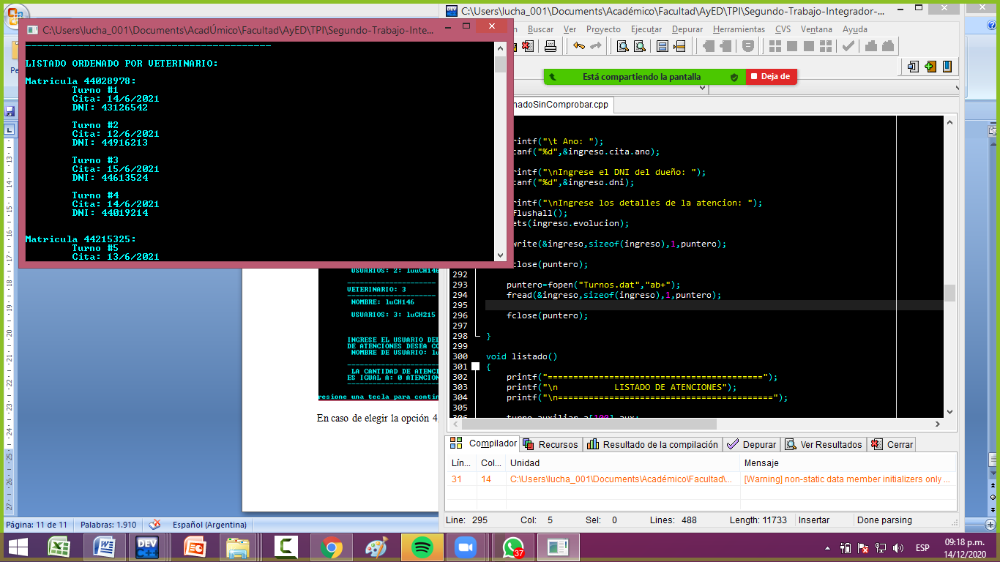 C:\Users\lucha_001\Documents\Académico\Facultad\AyED\TPI\Segundo-Trabajo-Integrador-...
C:\Users\lucha_001\Documents\AcadÚmico\Facultad\AyED\TPI\Segundo-Trabajo-Inte...
Buscar Ver Proyecto Ejecutar Depurar Herramientas CVS Ventana Ayuda
Está compartiendo la pantalla
Deja de
nadoSinComprobar.cpp
LISTADO ORDENADO POR VETERINARIO:
Matricula 44028978:
Turno #1
Cita: 14/6/2021
DNI: 43126542
Turno #2
Cita: 12/6/2021
DNI: 44916213
Turno #3
Cita: 15/6/2021
DNI: 44613524
Turno #4
Cita: 14/6/2021
DNI: 44019214
Matricula 44215325:
Turno #5
Cita: 13/6/2021
rintf("\t Ano: ");
canf("%d",&ingreso.cita.ano);
rintf("\nIngrese el DNI del dueño: ");
canf("%d",&ingreso.dni);
rintf("\nIngrese los detalles de la atencion: ");
flushall();
ets(ingreso.evolucion);
write(&ingreso,sizeof(ingreso),1,puntero);
close(puntero);
292
293 puntero=fopen("Turnos.dat","ab+");
294 fread(&ingreso,sizeof(ingreso),1,puntero);
295
296 fclose(puntero);
297
298 }
299
300 void listado()
301 {
302 printf("==========================================");
303 printf("\n LISTADO DE ATENCIONES");
304 printf("\n==========================================");
305
306 turno auxiliar a[100],aux;
USUARIOS: 2: luuCH146
VETERINARIO: 3
NOMBRE: luCH146
USUARIOS: 3: luCH215
INGRESE EL USUARIO DEL
DE ATENCIONES DESEA CO
NOMBRE DE USUARIO: lu
LA CANTIDAD DE ATENCI
ES IGUAL A: 0 ATENCION
resione una tecla para contin
En caso de elegir la opción 4
Compilador Recursos Resultado de la compilación Depurar Ver Resultados Cerrar
Lín... Col... Unidad Mensaje
31 14 C:\Users\lucha_001\Documents\Académico\Facultad\... [Warning] non-static data member initializers only ...
Line: 295 Col: 5 Sel: 0 Lines: 488 Length: 11733 Insertar Done parsing
Página: 11 de 11 Palabras: 1.910 Español (Argentina)
DEV C++
37
ESP
09:18 p.m.
14/12/2020